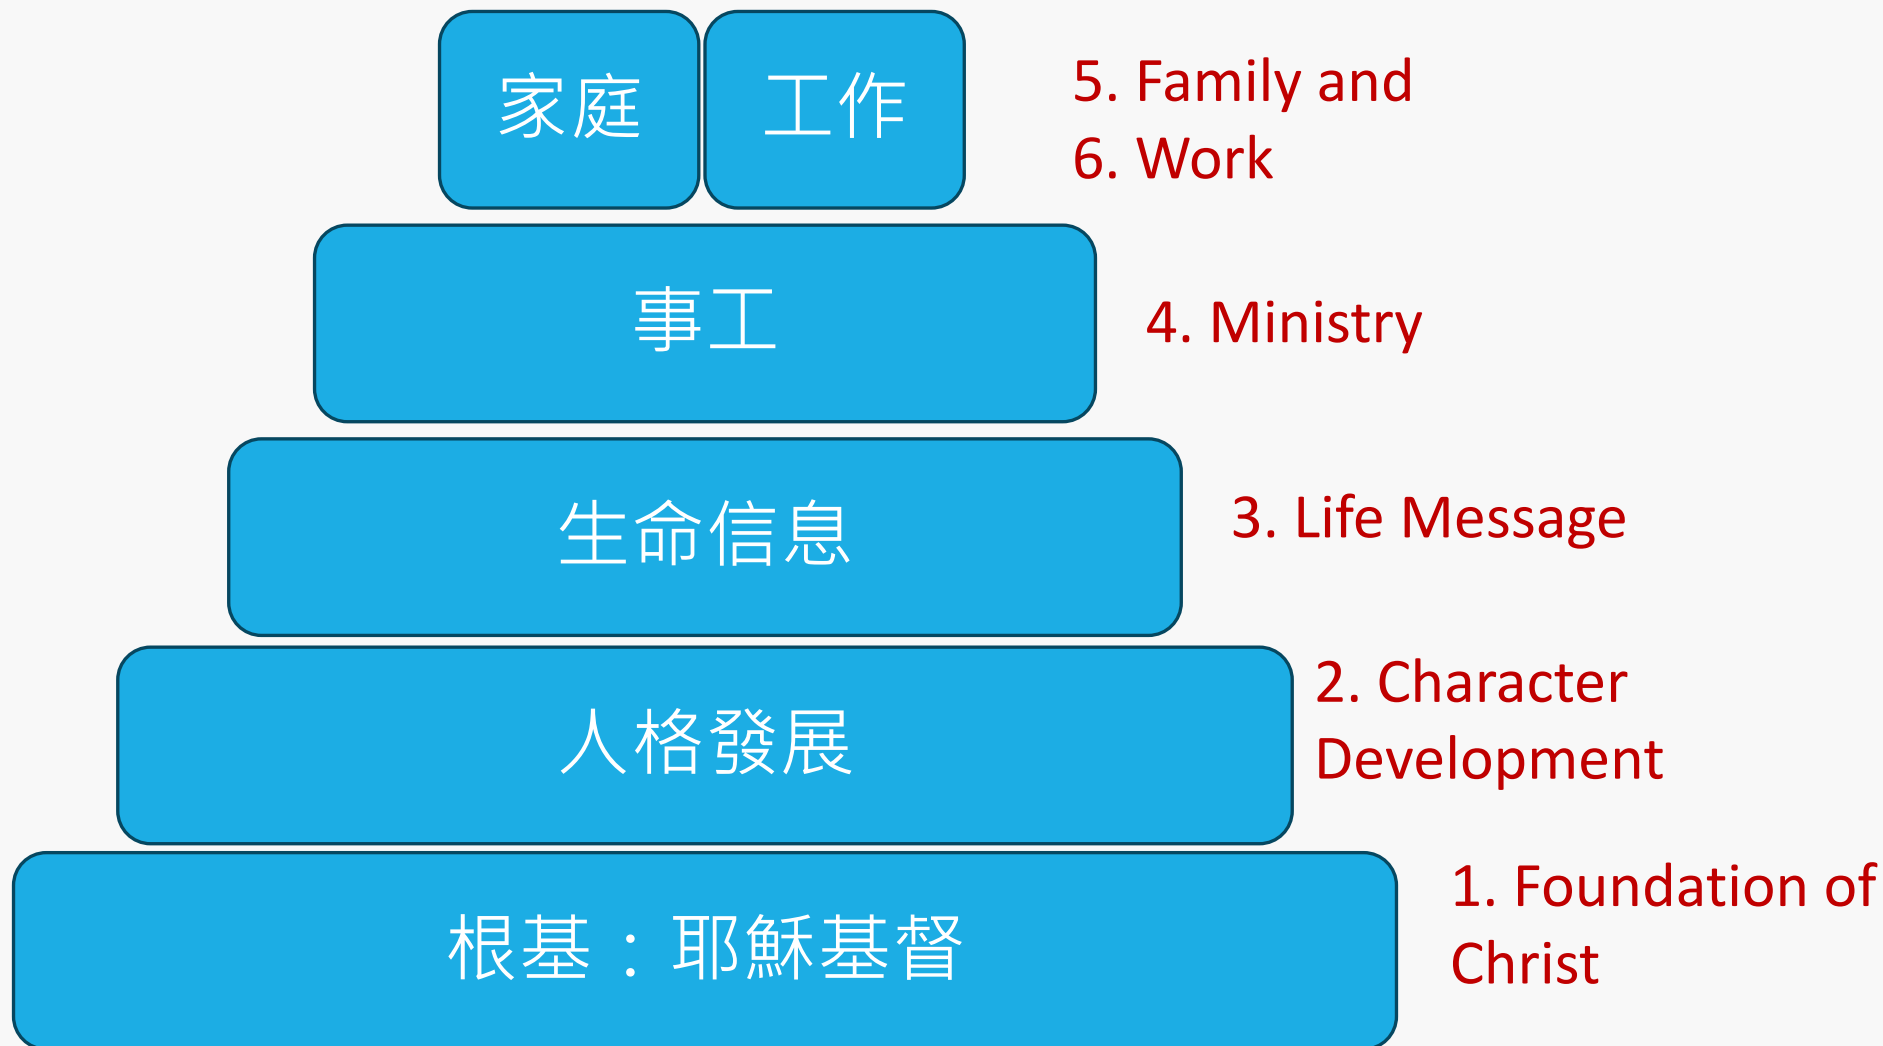 家庭
工作
5. Family and
6. Work
事工
4. Ministry
生命信息
3. Life Message
人格發展
2. Character
Development
根基：耶穌基督
1. Foundation of
Christ